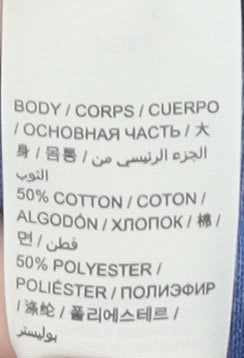 BODY / CORPS / CUERPO
/ ОСНОВНАЯ ЧАСТЬ / 大
身 / 몸통 / الجزء الرئيسي من
الثوب
50% COTTON / COTON /
ALGODÓN / ХЛОПОК / 棉 /
면 / قطن
50% POLYESTER /
POLIÉSTER / ПОЛИЭФИР
/ 涤纶 / 폴리에스테르 /
بوليستر